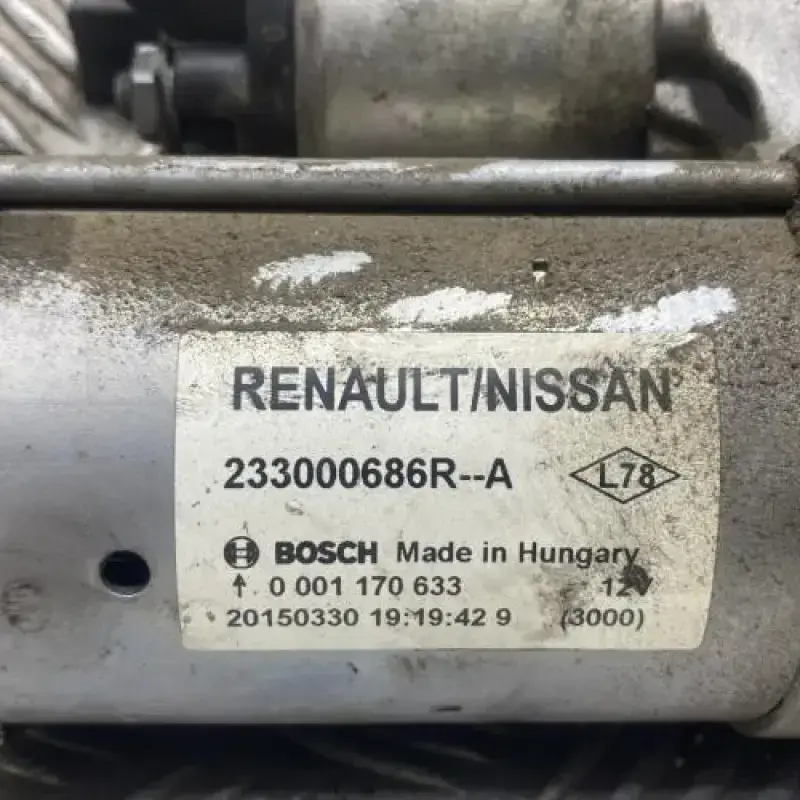 RENAULT/NISSAN
233000686R--A L78
BOSCH Made in Hungary
↑ 0 001 170 633 12V
20150330 19:19:42 9 (3000)